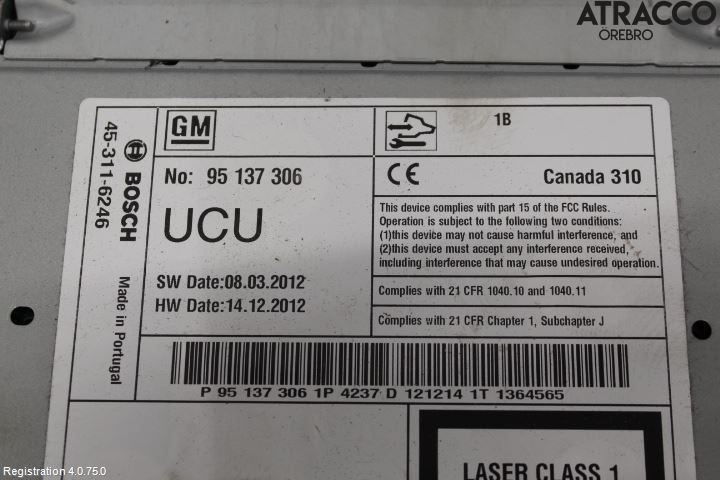 ATRACCO
ÖREBRO
GM
1B
No: 95 137 306
CE
Canada 310
UCU
This device complies with part 15 of the FCC Rules.
Operation is subject to the following two conditions:
(1)this device may not cause harmful interference, and
(2)this device must accept any interference received,
including interference that may cause undesired operation.
SW Date:08.03.2012
HW Date:14.12.2012
Complies with 21 CFR 1040.10 and 1040.11
Complies with 21 CFR Chapter 1, Subchapter J
BOSCH
45-311-6246
Made in Portugal
P 95 137 306 1P 4237 D 121214 1T 1364565
LASER CLASS 1
Registration 4.0.75.0